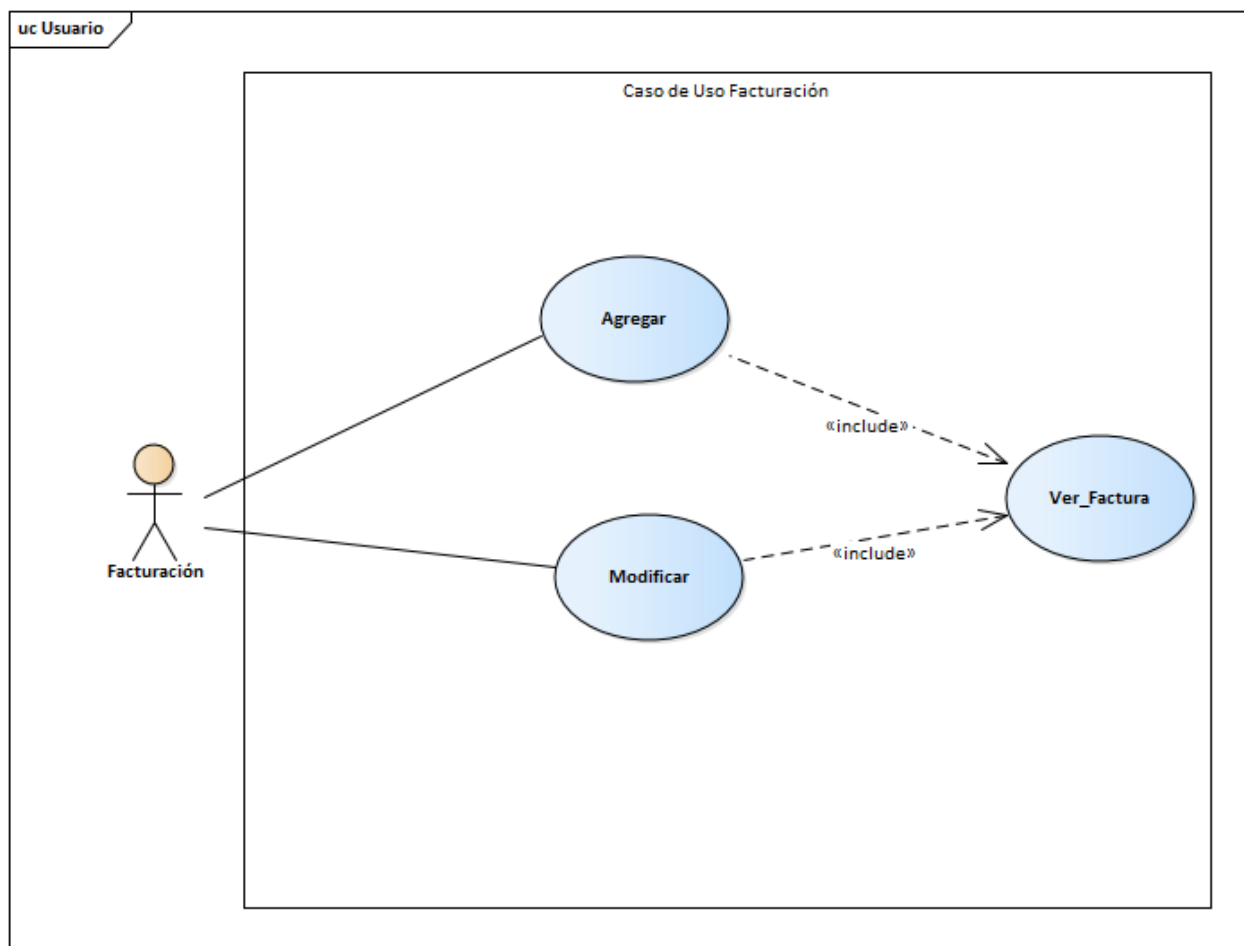 uc Usuario
Caso de Uso Facturación
Agregar
«include»
Ver_Factura
«include»
Facturación
Modificar